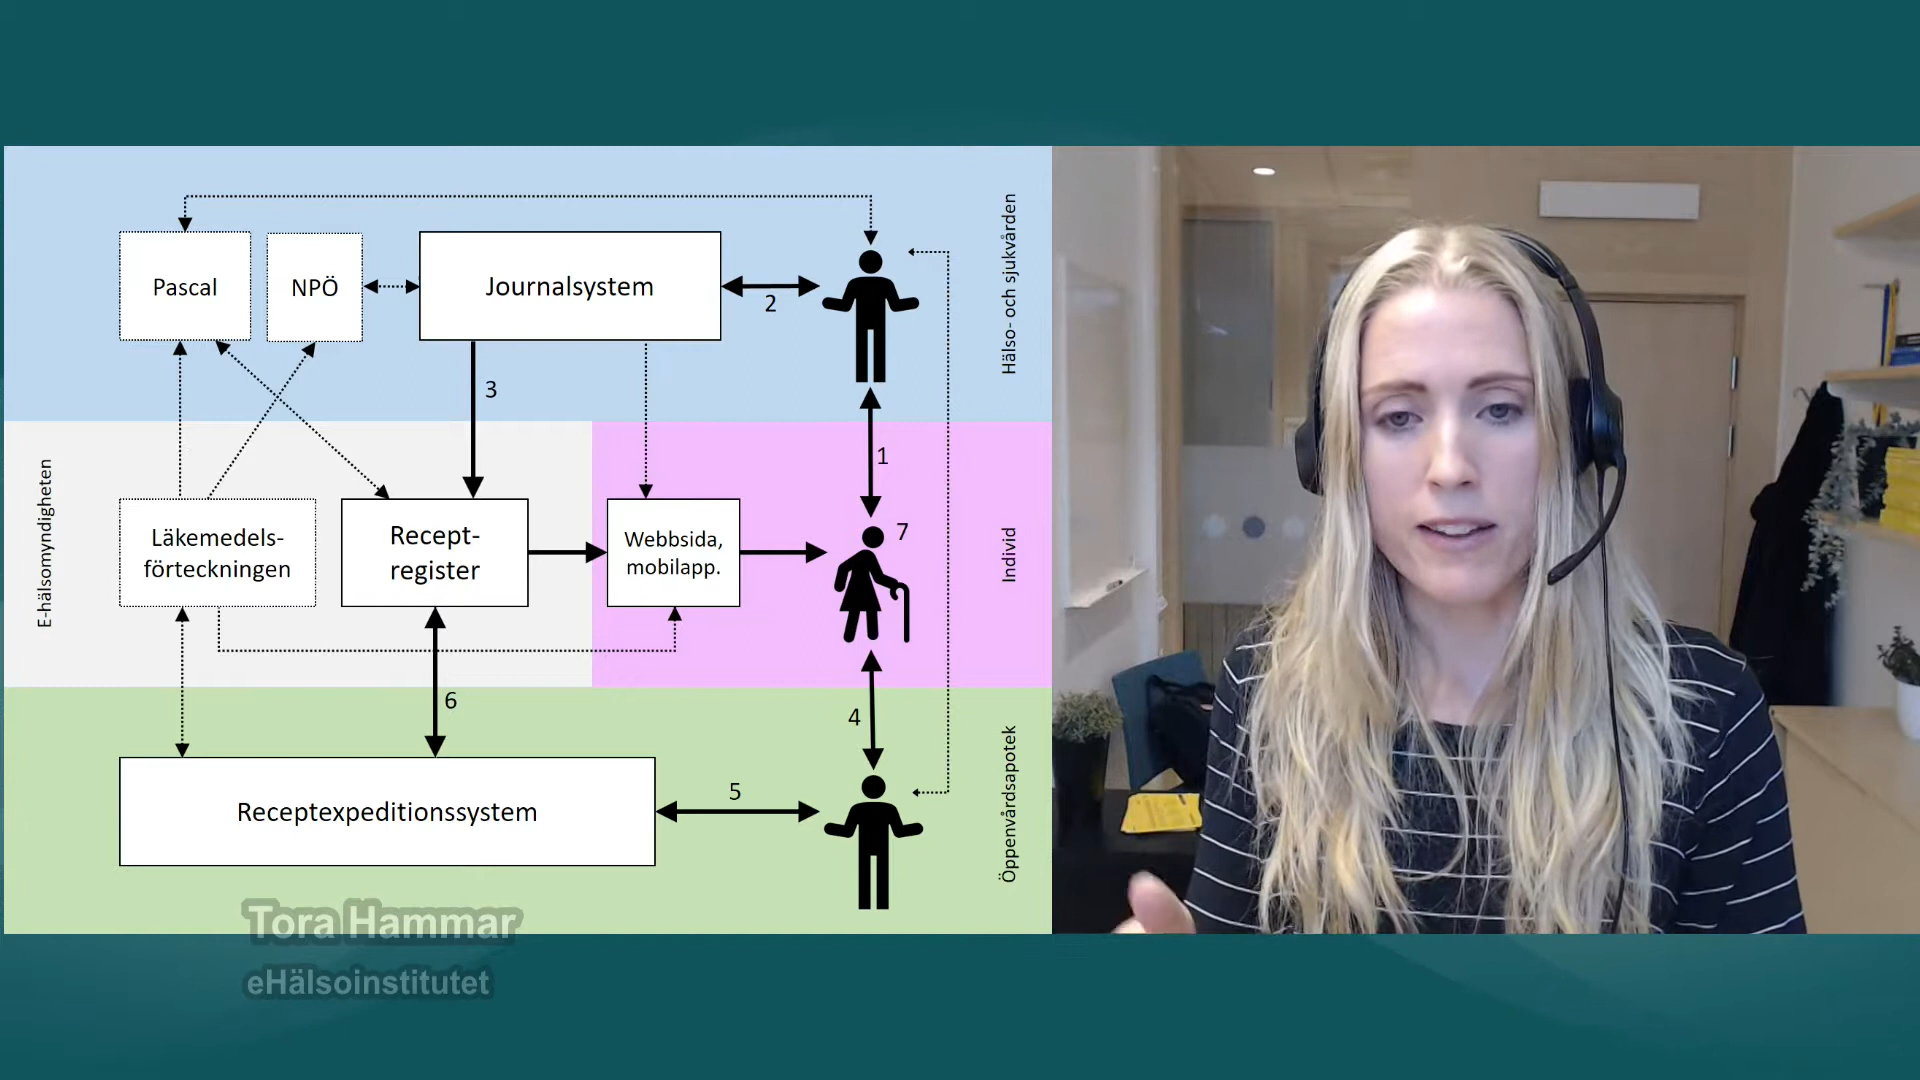 Hälso- och sjukvården
Pascal
NPÖ
Journalsystem
2
3
1
E-hälsomyndigheten
Läkemedels-
förteckningen
Recept-
register
Webbsida,
mobilapp.
7
Individ
6
4
Receptexpeditionssystem
5
Öppenvårdsapotek
Tora Hammar
eHälsoinstitutet